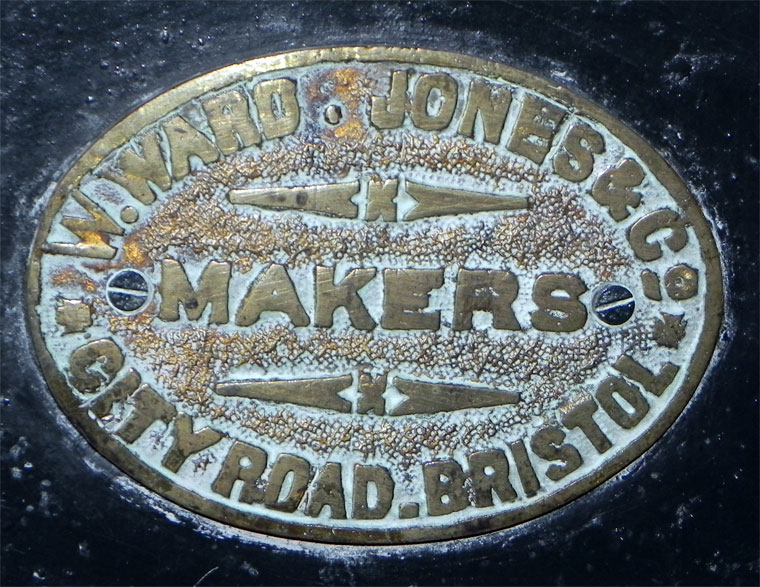 W. WARD . JONES & Co
MAKERS
CITY ROAD. BRISTOL